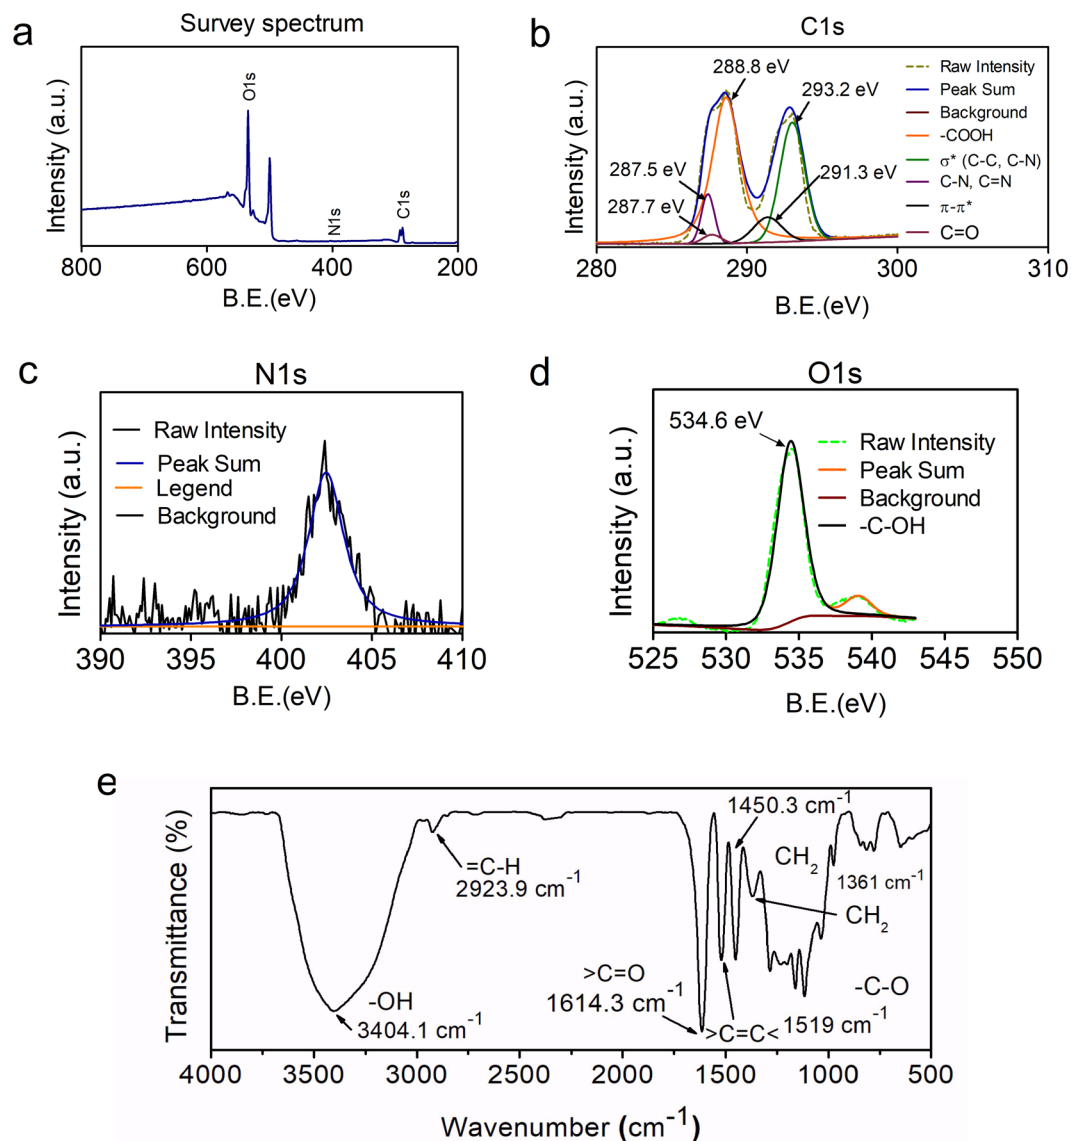 a
Survey spectrum
Intensity (a.u.)
O1s
N1s
C1s
800
600
400
200
B.E.(eV)
b
C1s
Intensity (a.u.)
288.8 eV
293.2 eV
287.5 eV
291.3 eV
287.7 eV
Raw Intensity
Peak Sum
Background
-COOH
σ* (C-C, C-N)
C-N, C=N
π-π*
C=O
280
290
300
310
B.E.(eV)
c
N1s
Intensity (a.u.)
Raw Intensity
Peak Sum
Legend
Background
390
395
400
405
410
B.E.(eV)
d
O1s
Intensity (a.u.)
534.6 eV
Raw Intensity
Peak Sum
Background
-C-OH
525
530
535
540
545
550
B.E.(eV)
e
Transmittance (%)
1450.3 cm⁻¹
=C-H
2923.9 cm⁻¹
CH₂
1361 cm⁻¹
CH₂
>C=O
1614.3 cm⁻¹
-OH
3404.1 cm⁻¹
-C-O
>C=C<
1519 cm⁻¹
4000
3500
3000
2500
2000
1500
1000
500
Wavenumber (cm⁻¹)